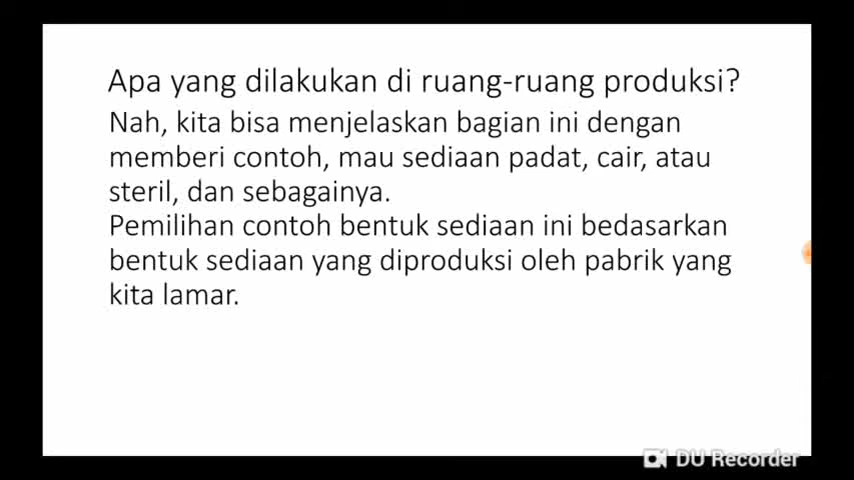 Apa yang dilakukan di ruang-ruang produksi?
Nah, kita bisa menjelaskan bagian ini dengan
memberi contoh, mau sediaan padat, cair, atau
steril, dan sebagainya.
Pemilihan contoh bentuk sediaan ini bedasarkan
bentuk sediaan yang diproduksi oleh pabrik yang
kita lamar.
DU Recorder